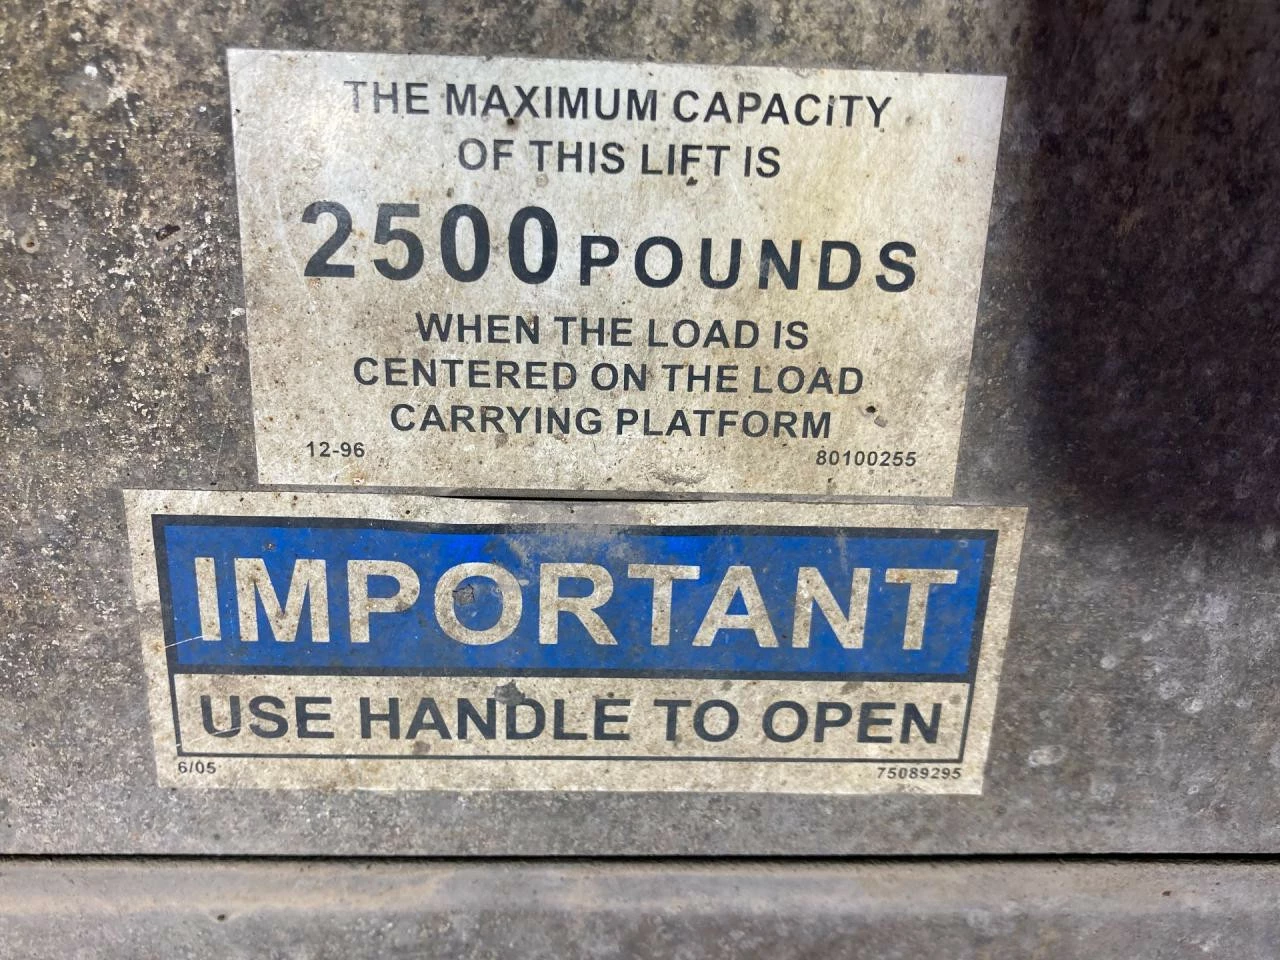 THE MAXIMUM CAPACITY
OF THIS LIFT IS
2500 POUNDS
WHEN THE LOAD IS
CENTERED ON THE LOAD
CARRYING PLATFORM
12-96 80100255
IMPORTANT
USE HANDLE TO OPEN
6/05 75089295